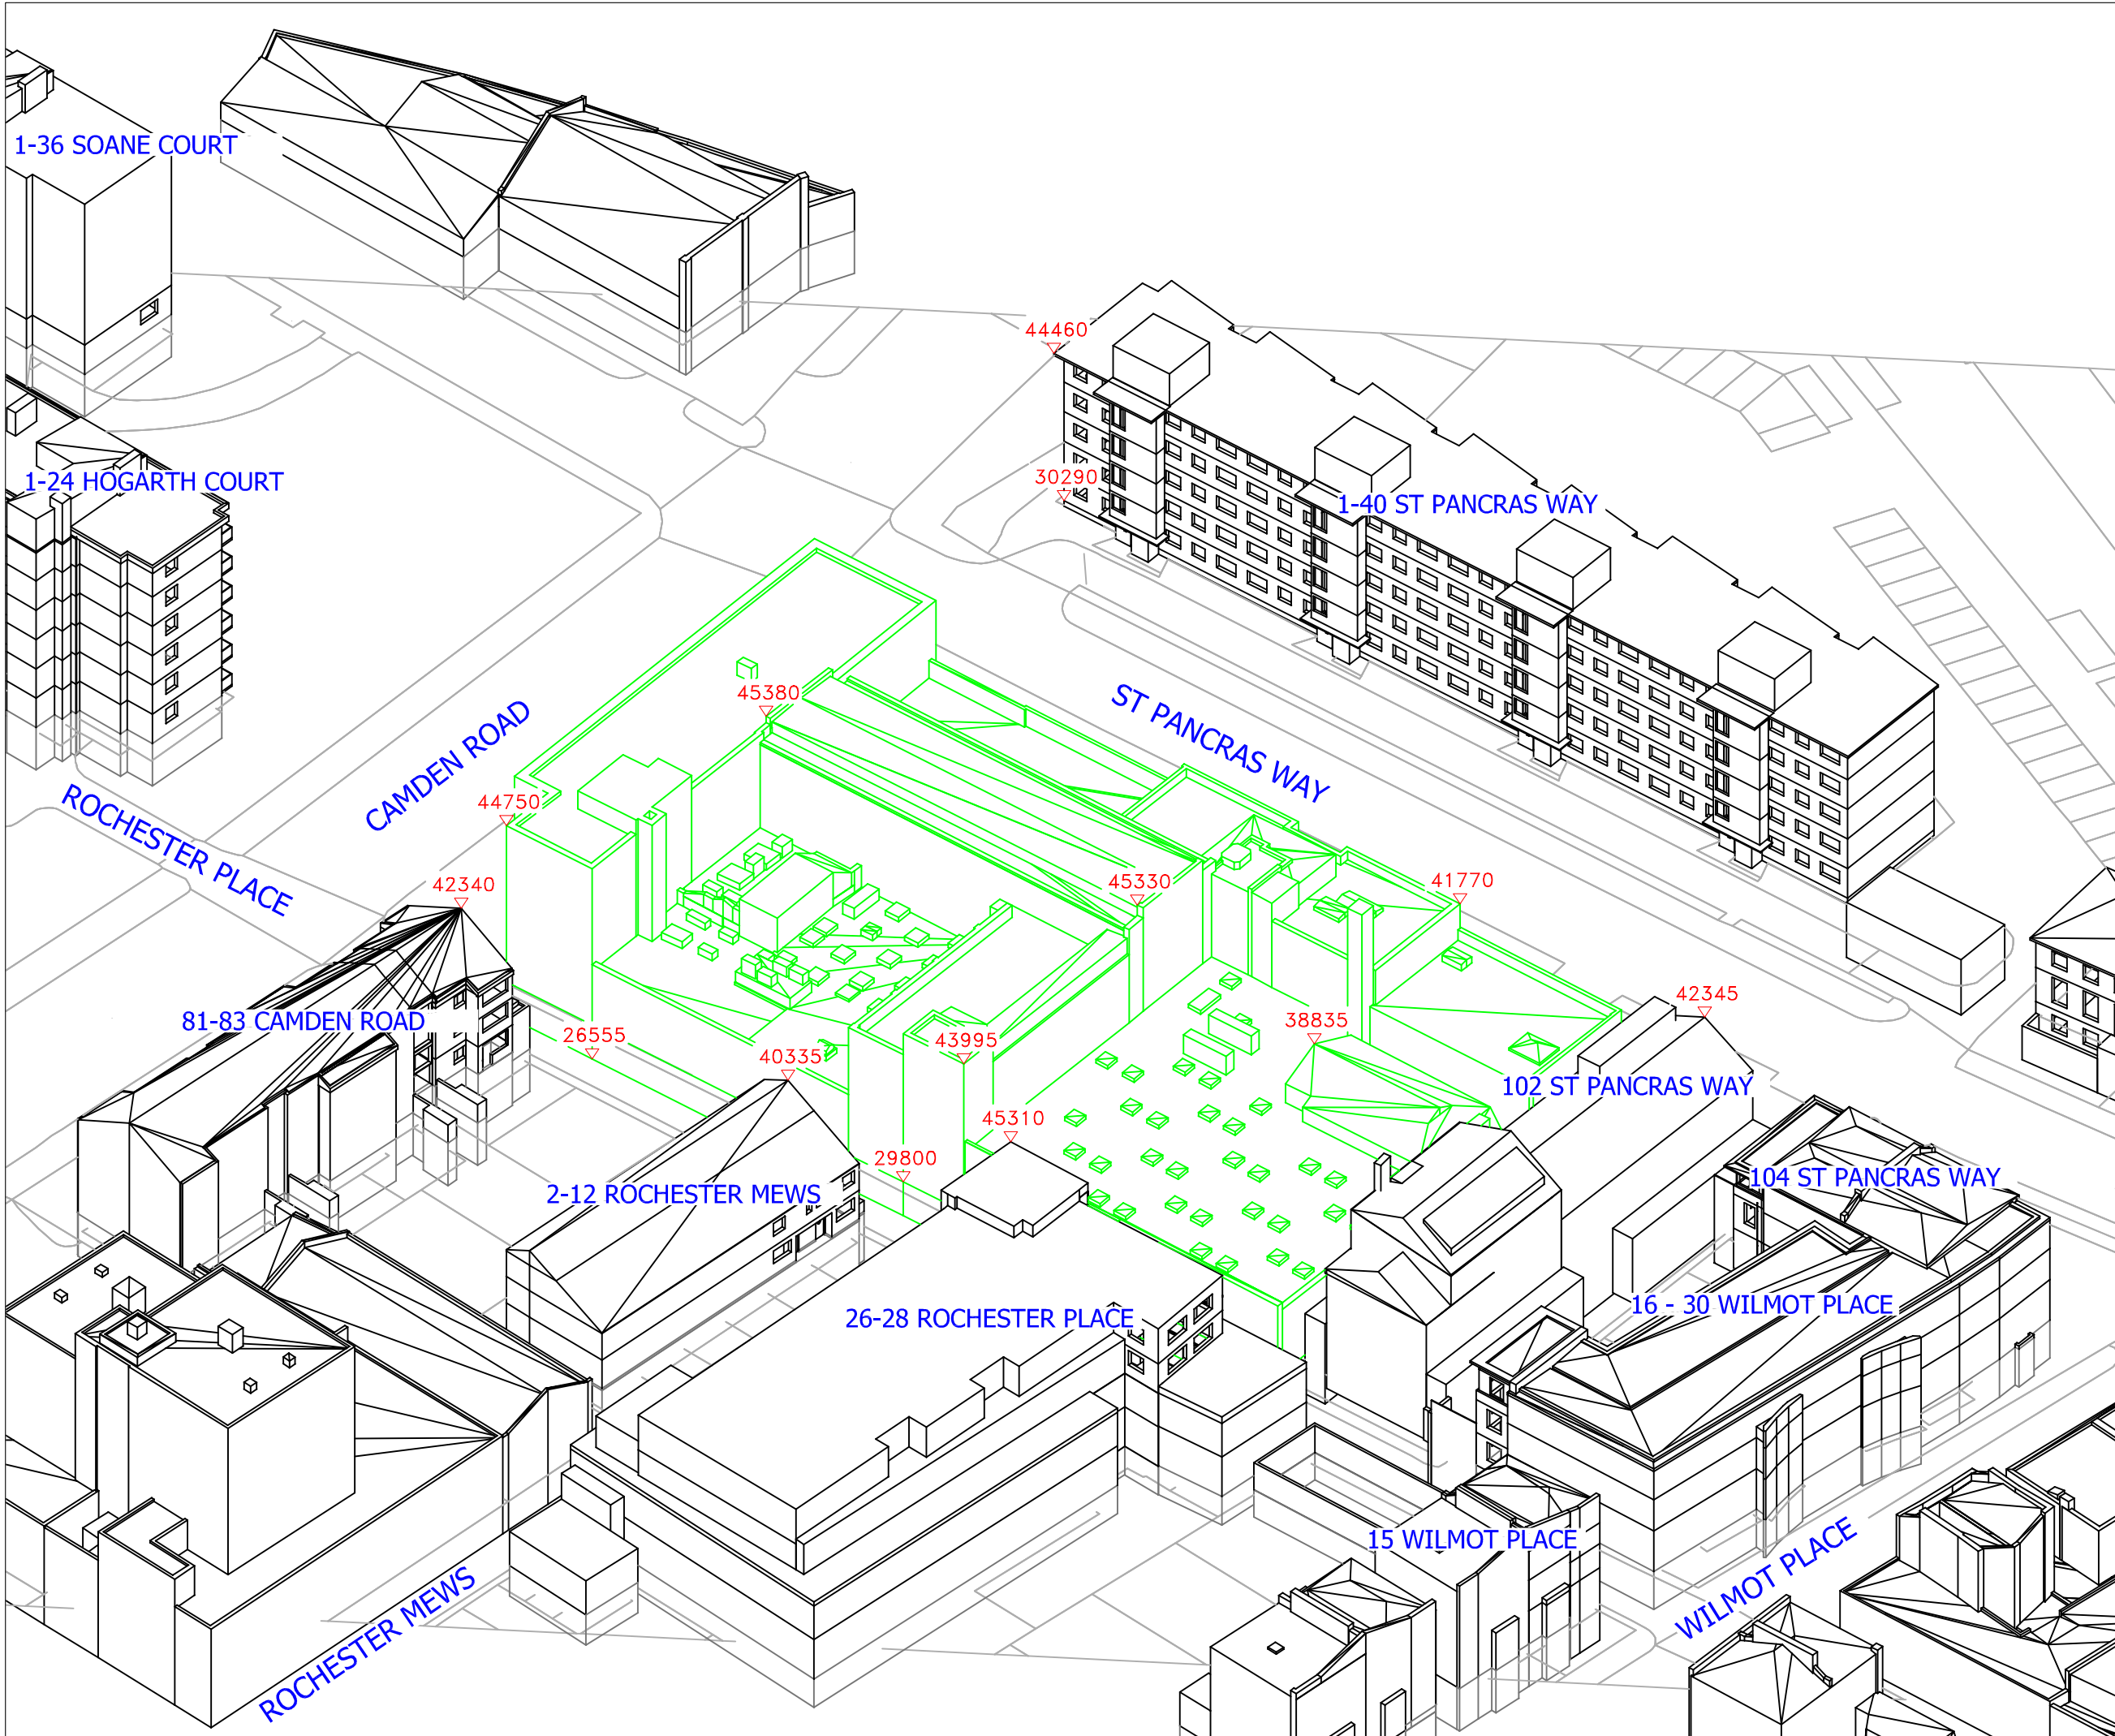 1-36 SOANE COURT
44460
1-24 HOGARTH COURT
30290
1-40 ST PANCRAS WAY
45380
ST PANCRAS WAY
CAMDEN ROAD
44750
ROCHESTER PLACE
42340
45330
41770
81-83 CAMDEN ROAD
26555
40335
43995
38835
42345
102 ST PANCRAS WAY
45310
29800
2-12 ROCHESTER MEWS
104 ST PANCRAS WAY
26-28 ROCHESTER PLACE
16 - 30 WILMOT PLACE
15 WILMOT PLACE
WILMOT PLACE
ROCHESTER MEWS